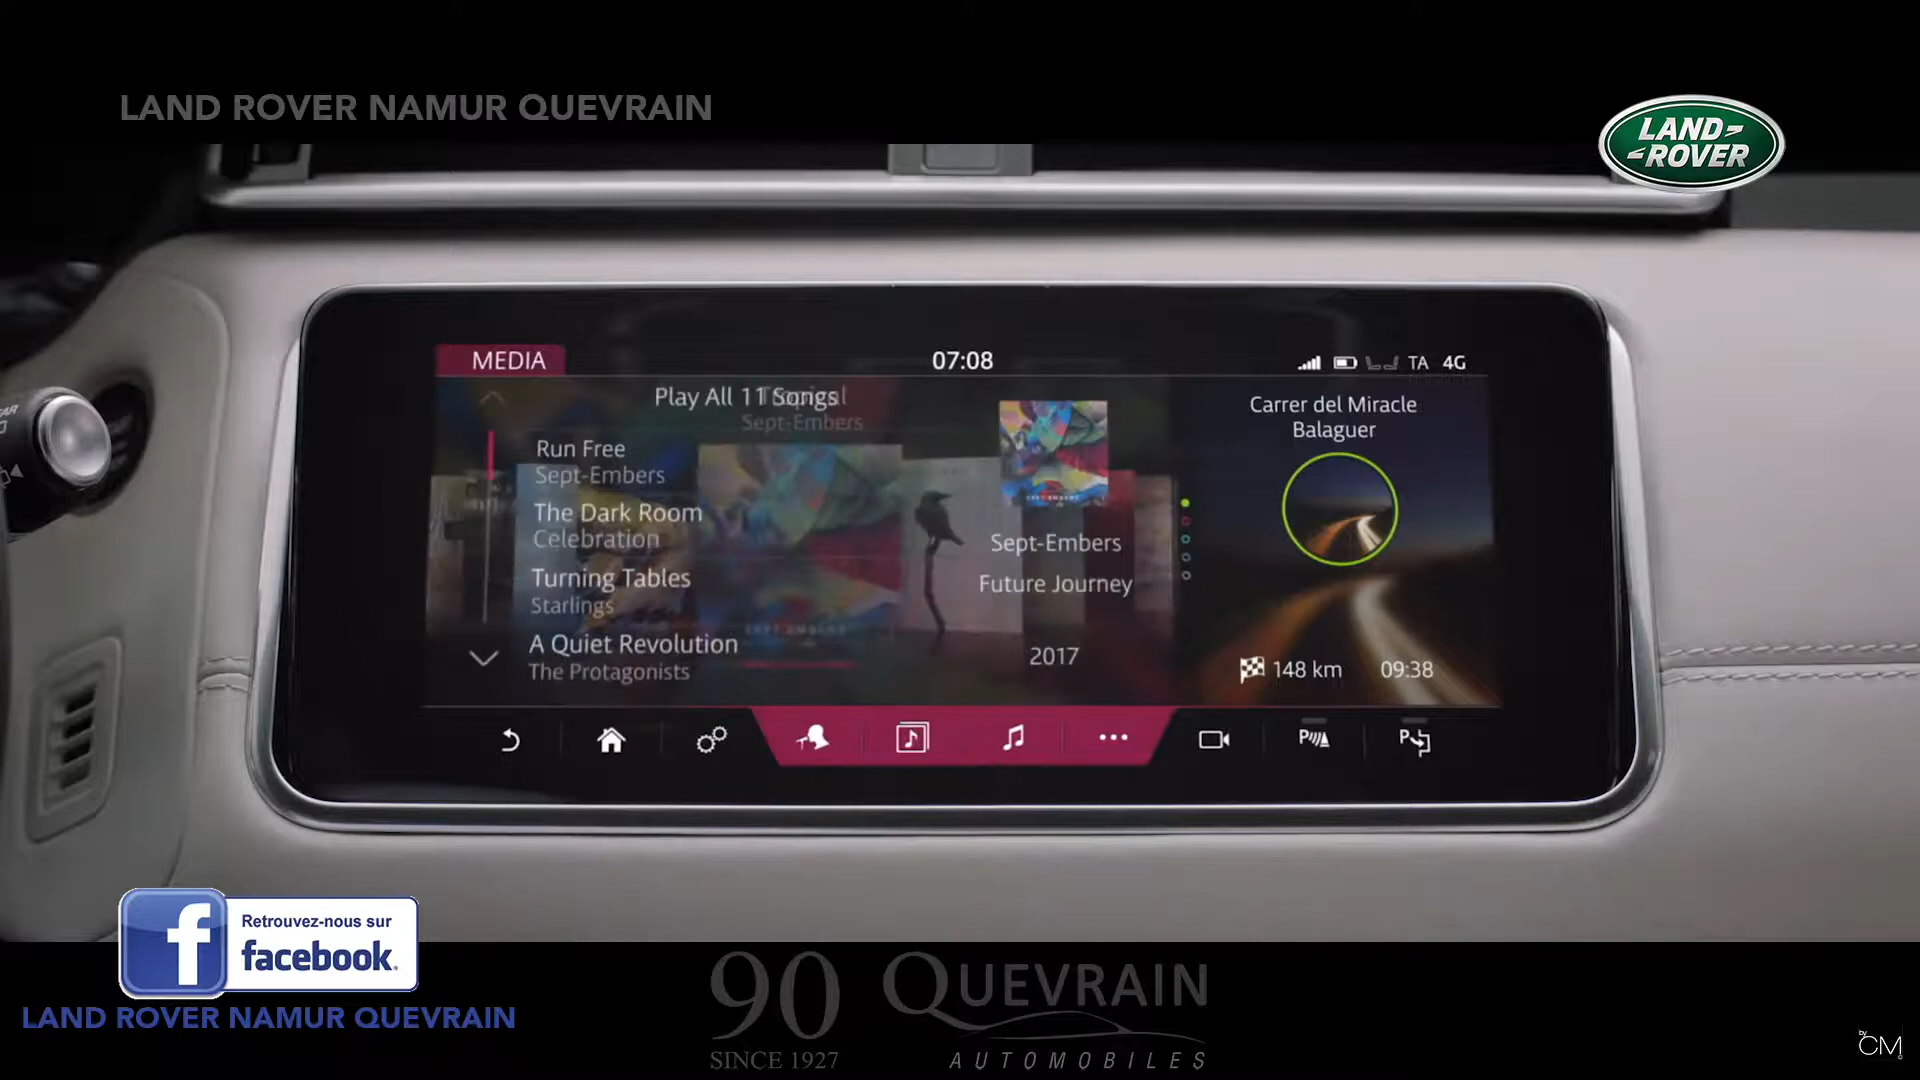 LAND ROVER NAMUR QUEVRAIN
LAND-
-ROVER
MEDIA
07:08
TA 4G
Play All 11 Songs
Tropical
Sept-Embers
Run Free
Sept-Embers
The Dark Room
Celebration
Turning Tables
Starlings
A Quiet Revolution
The Protagonists
Sept-Embers
Future Journey
2017
Carrer del Miracle
Balaguer
148 km
09:38
Retrouvez-nous sur
facebook.
LAND ROVER NAMUR QUEVRAIN
90
SINCE 1927
QUEVRAIN
AUTOMOBILES
by
CM